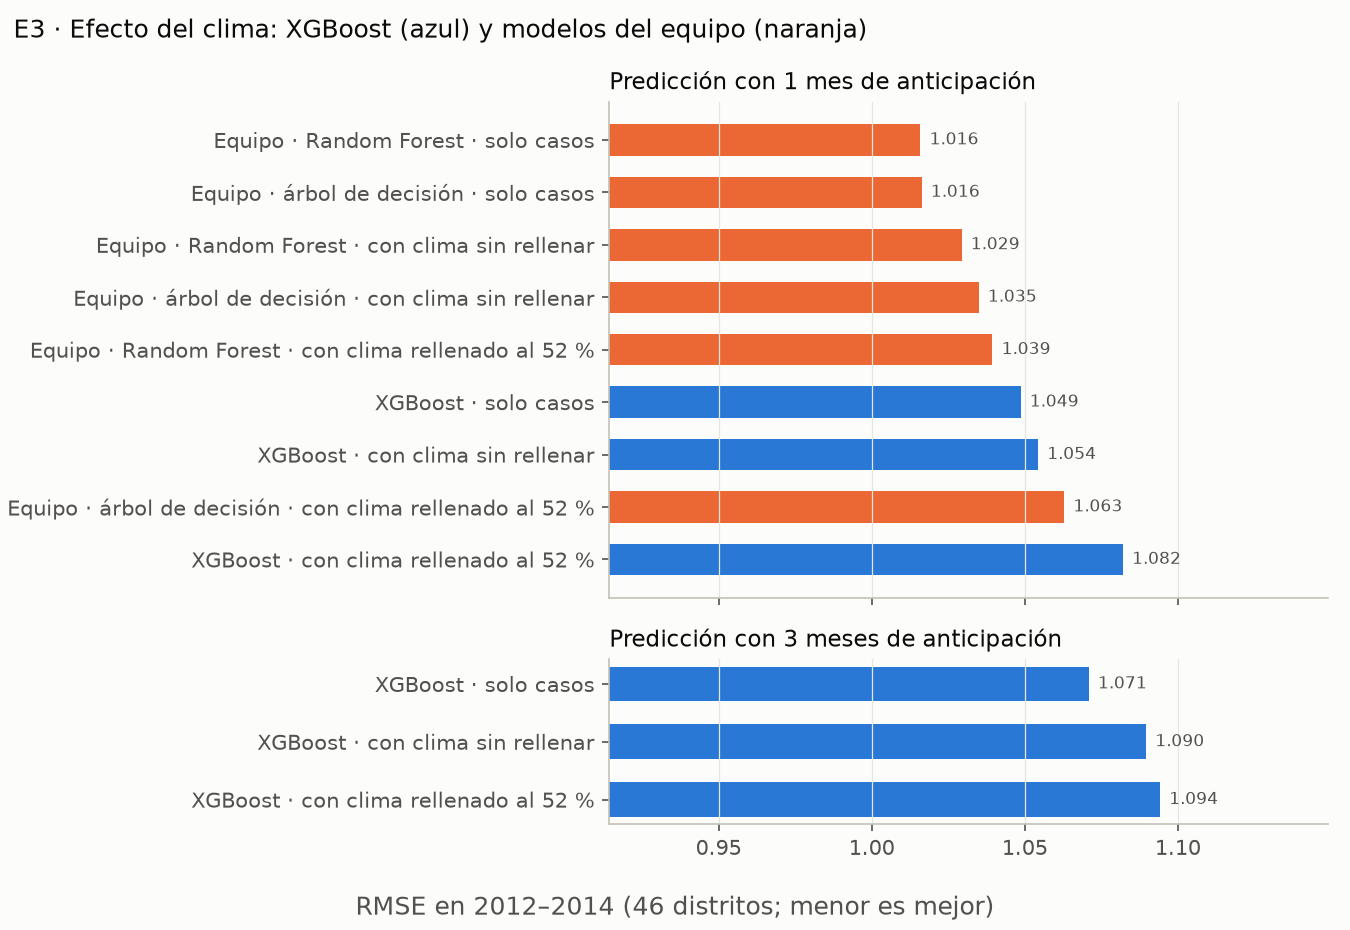 E3 · Efecto del clima: XGBoost (azul) y modelos del equipo (naranja)
Predicción con 1 mes de anticipación
Equipo · Random Forest · solo casos 1.016
Equipo · árbol de decisión · solo casos 1.016
Equipo · Random Forest · con clima sin rellenar 1.029
Equipo · árbol de decisión · con clima sin rellenar 1.035
Equipo · Random Forest · con clima rellenado al 52 % 1.039
XGBoost · solo casos 1.049
XGBoost · con clima sin rellenar 1.054
Equipo · árbol de decisión · con clima rellenado al 52 % 1.063
XGBoost · con clima rellenado al 52 % 1.082
Predicción con 3 meses de anticipación
XGBoost · solo casos 1.071
XGBoost · con clima sin rellenar 1.090
XGBoost · con clima rellenado al 52 % 1.094
0.95 1.00 1.05 1.10
RMSE en 2012–2014 (46 distritos; menor es mejor)